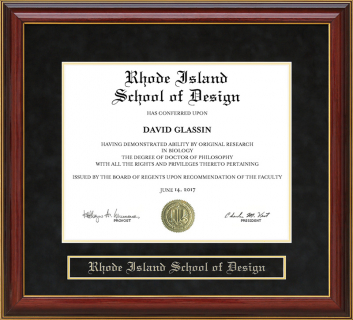 Rhode Island
School of Design
HAS CONFERRED UPON
DAVID GLASSIN
HAVING DEMONSTRATED ABILITY BY ORIGINAL RESEARCH
IN BIOLOGY
THE DEGREE OF DOCTOR OF PHILOSOPHY
WITH ALL THE RIGHTS AND PRIVILEGES THERETO PERTAINING
ISSUED BY THE BOARD OF REGENTS UPON RECOMMENDATION OF THE FACULTY
JUNE 14, 2017
PROVOST
PRESIDENT
Rhode Island School of Design